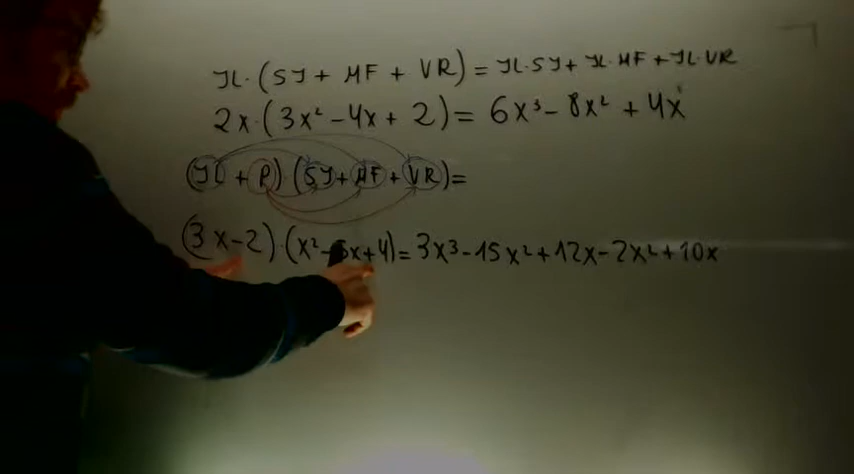 JL·(SJ + MF + VR) = JL·SJ + JL·MF + JL·VR
2x·(3x² - 4x + 2) = 6x³ - 8x² + 4x
(JL + P)·(SJ + MF + VR) =
(3x - 2)·(x² - 5x + 4) = 3x³ - 15x² + 12x - 2x² + 10x